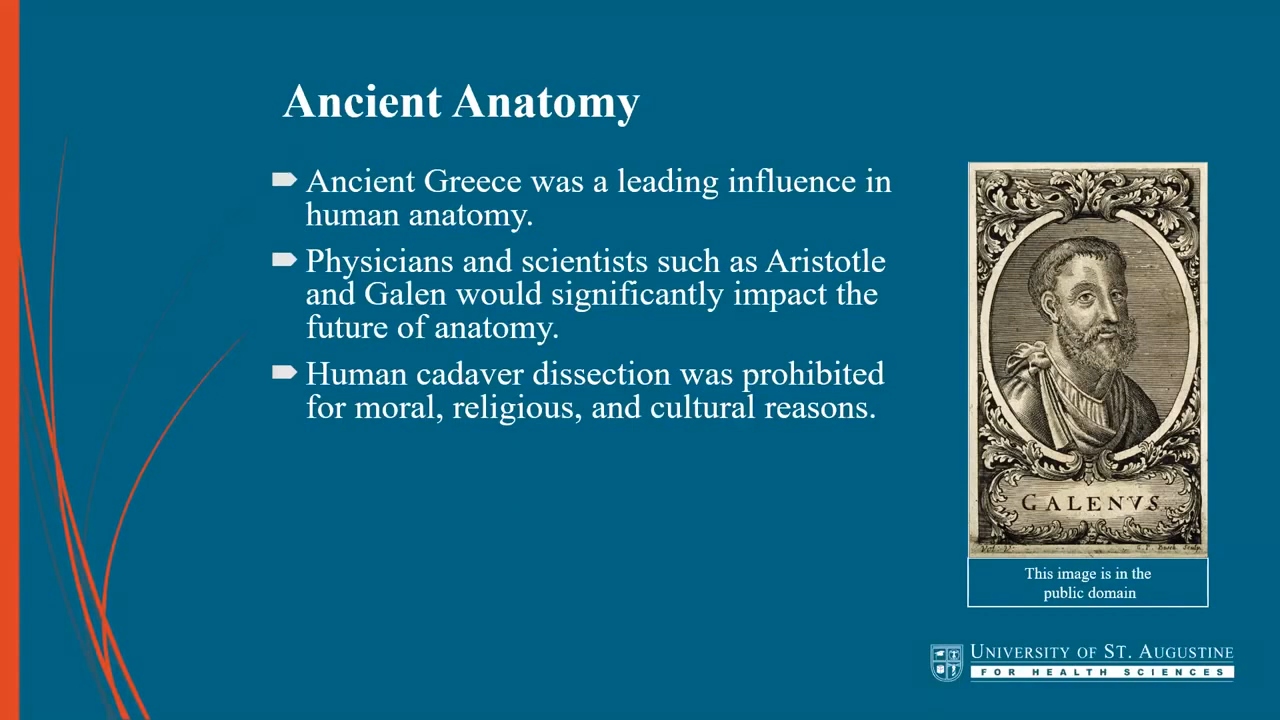 Ancient Anatomy
Ancient Greece was a leading influence in
human anatomy.
Physicians and scientists such as Aristotle
and Galen would significantly impact the
future of anatomy.
Human cadaver dissection was prohibited
for moral, religious, and cultural reasons.
GALENVS
This image is in the
public domain
UNIVERSITY OF ST. AUGUSTINE
FOR HEALTH SCIENCES